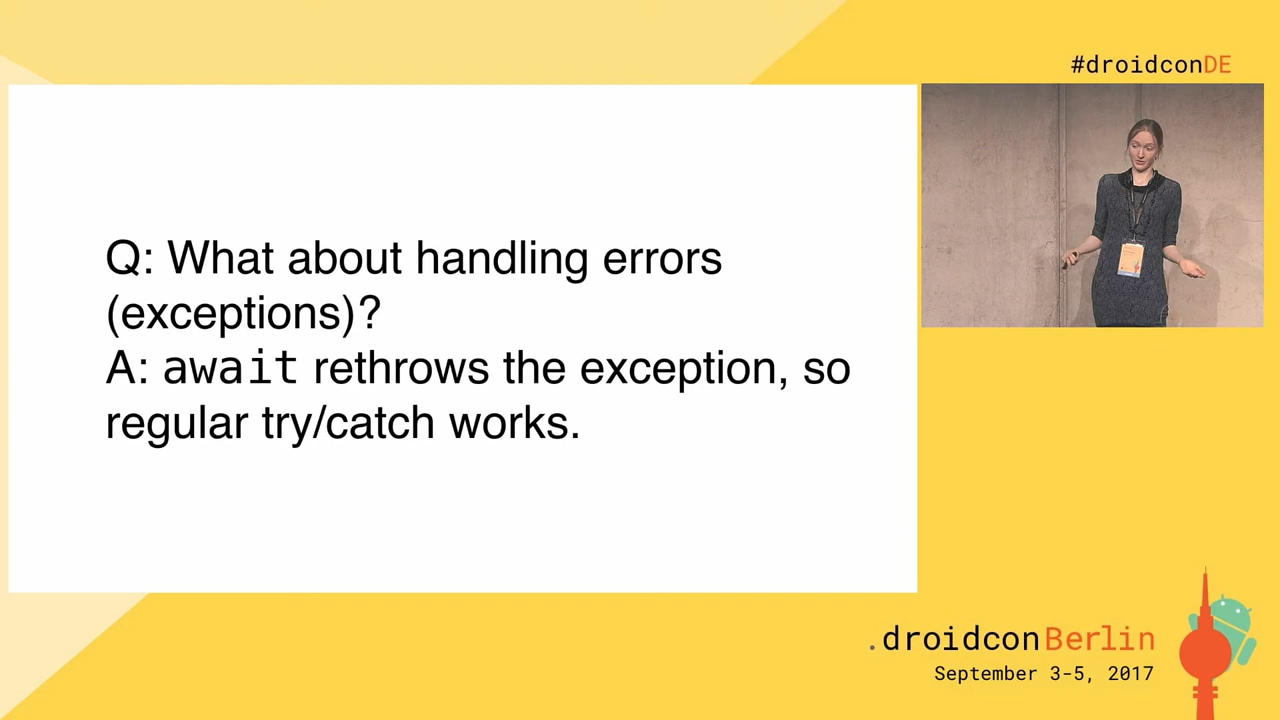 #droidconDE
Q: What about handling errors
(exceptions)?
A: await rethrows the exception, so
regular try/catch works.
.droidconBerlin
September 3-5, 2017